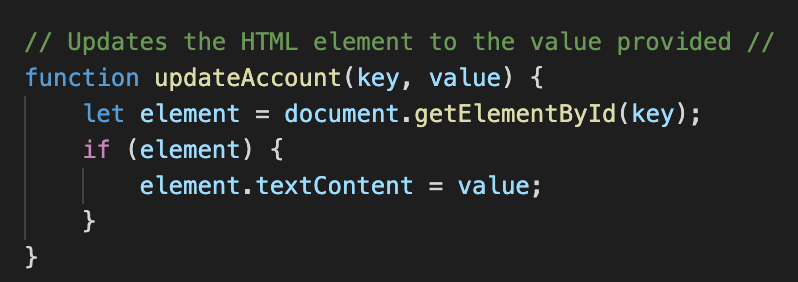 // Updates the HTML element to the value provided //
function updateAccount(key, value) {
    let element = document.getElementById(key);
    if (element) {
        element.textContent = value;
    }
}